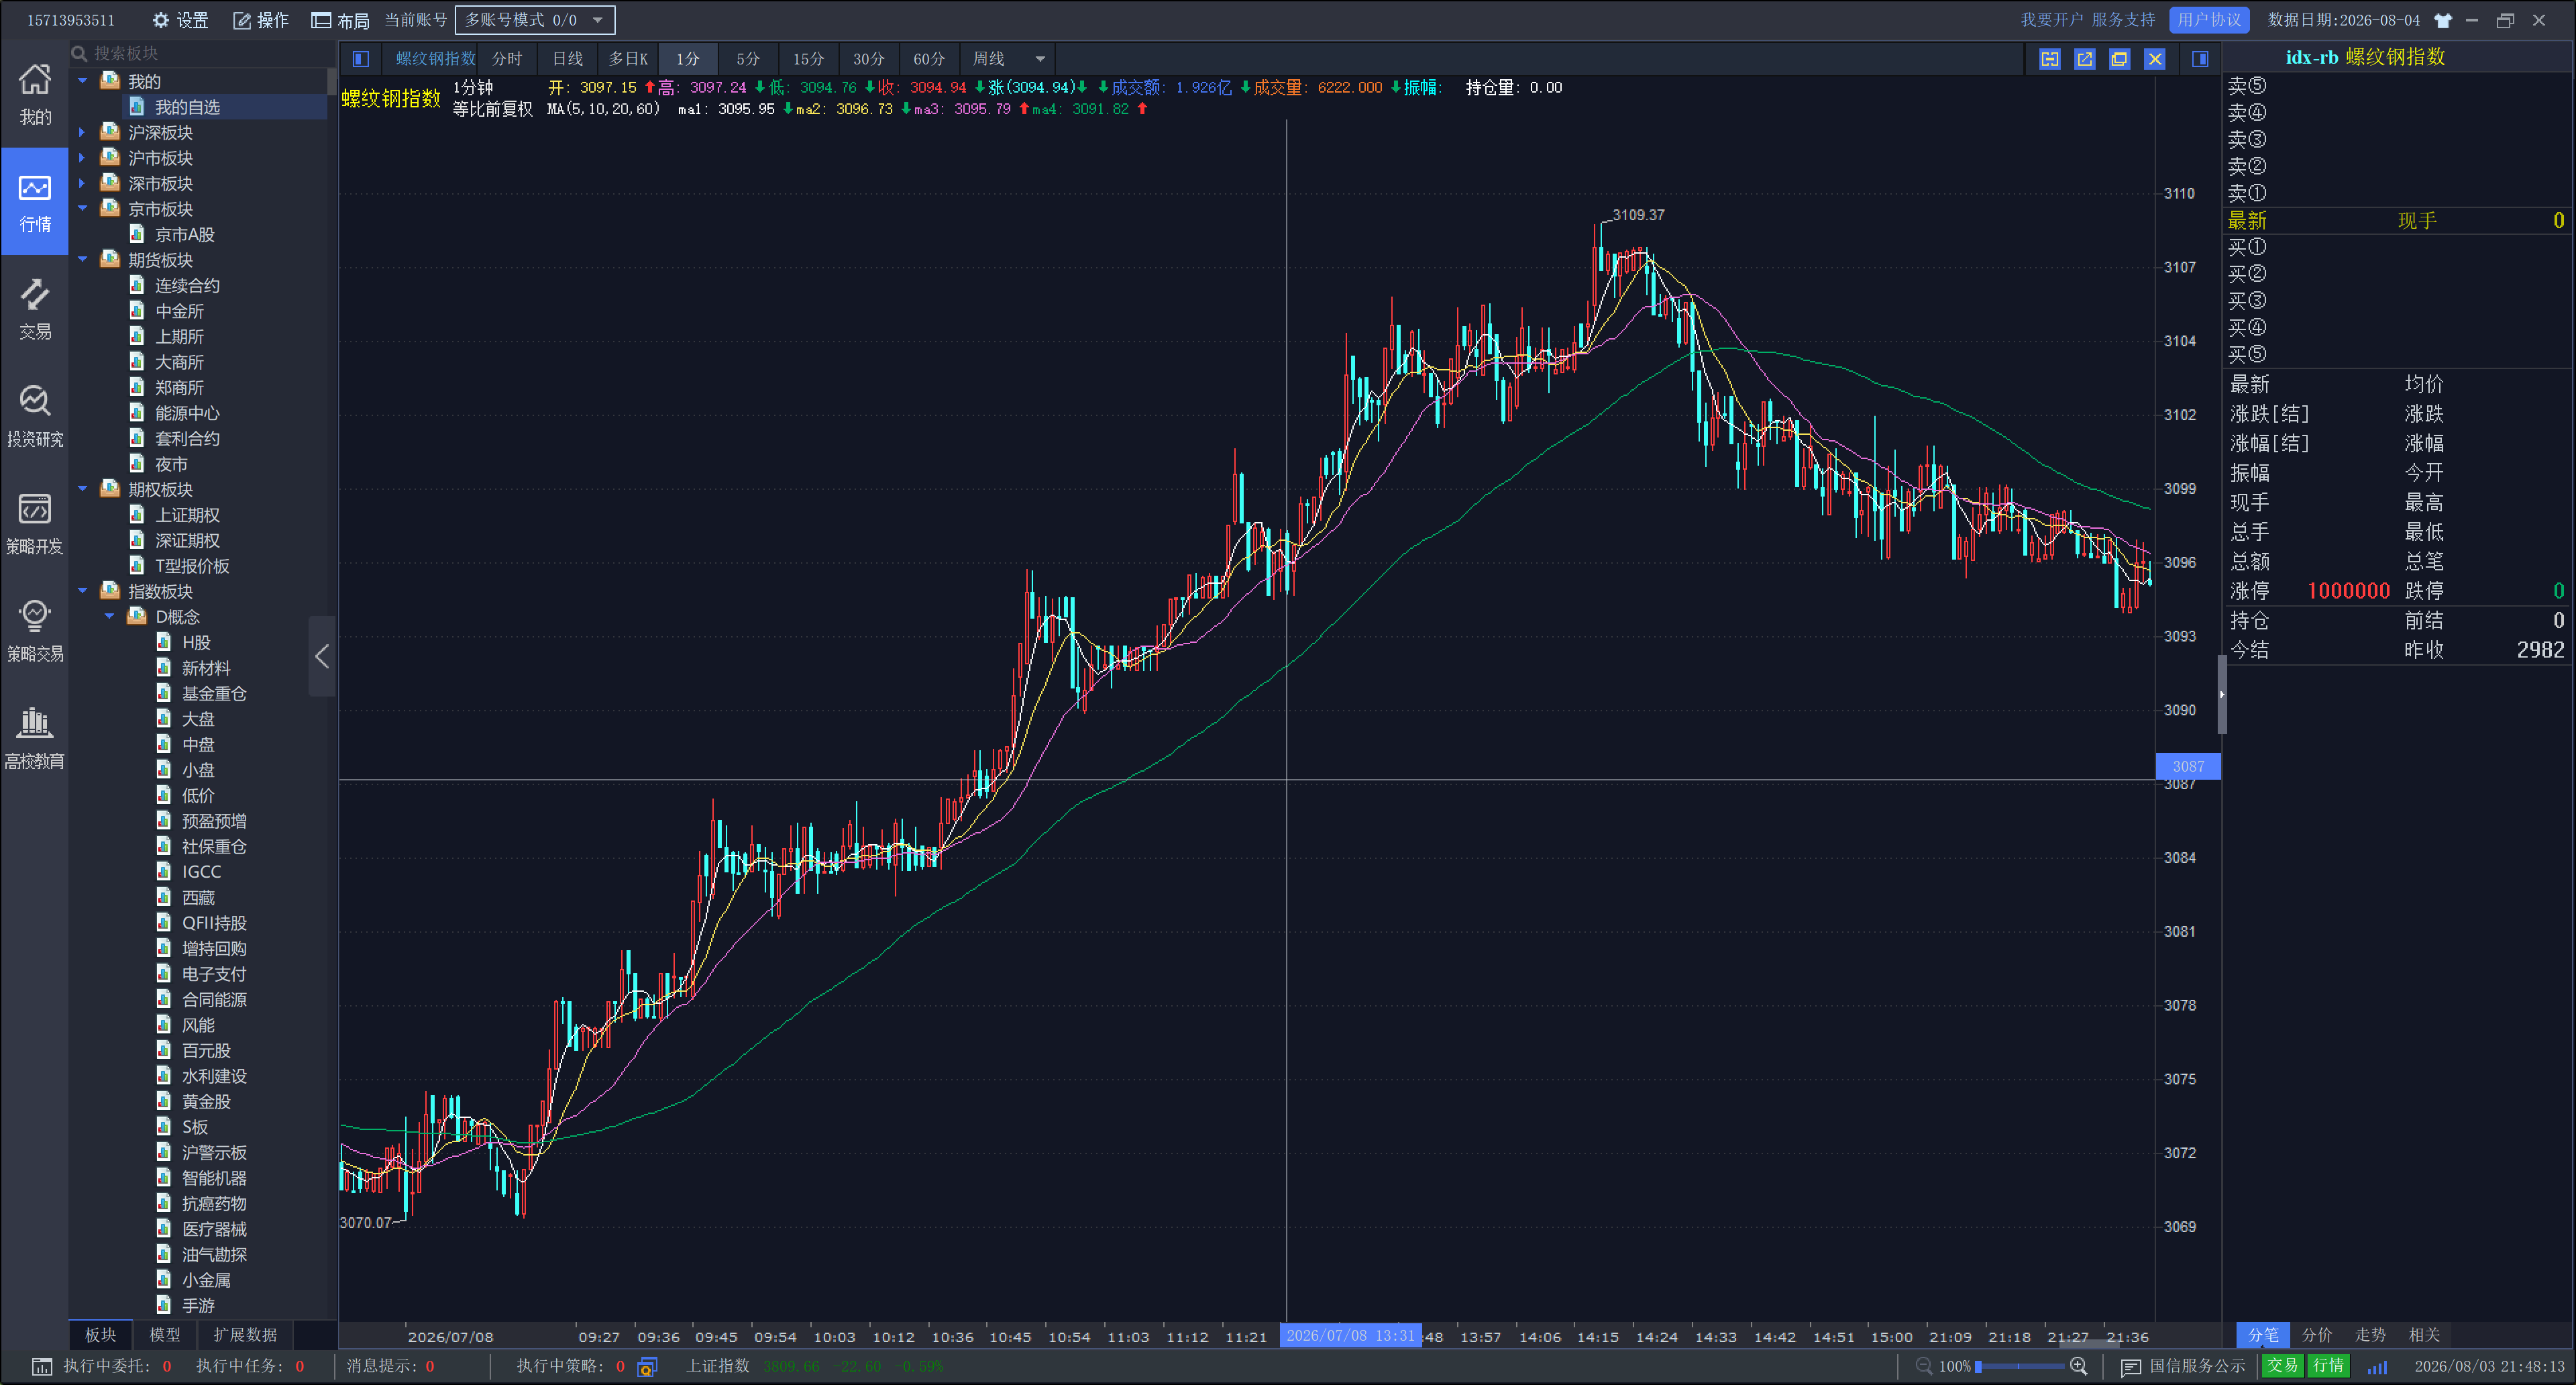 15713953511 设置 操作 布局 当前账号 多账号模式 0/0 我要开户 服务支持 用户协议 数据日期:2026-08-04
我的
行情
交易
投资研究
策略开发
策略交易
高校教育
搜索板块
我的
我的自选
沪深板块
沪市板块
深市板块
京市板块
京市A股
期货板块
连续合约
中金所
上期所
大商所
郑商所
能源中心
套利合约
夜市
期权板块
上证期权
深证期权
T型报价板
指数板块
D概念
H股
新材料
基金重仓
大盘
中盘
小盘
低价
预盈预增
社保重仓
IGCC
西藏
QFII持股
增持回购
电子支付
合同能源
风能
百元股
水利建设
黄金股
S板
沪警示板
智能机器
抗癌药物
医疗器械
油气勘探
小金属
手游
板块 模型 扩展数据
螺纹钢指数 分时 日线 多日K 1分 5分 15分 30分 60分 周线
螺纹钢指数
1分钟 开: 3097.15 ↑高: 3097.24 ↓低: 3094.76 ↓收: 3094.94 ↓涨(3094.94)↓ ↓成交额: 1.926亿 ↓成交量: 6222.000 ↓振幅: 持仓量: 0.00
等比前复权 MA(5,10,20,60) ma1: 3095.95 ↓ma2: 3096.73 ↓ma3: 3095.79 ↑ma4: 3091.82 ↑
3109.37
3070.07
3110
3107
3104
3102
3099
3096
3093
3090
3087
3087
3084
3081
3078
3075
3072
3069
2026/07/08 09:27 09:36 09:45 09:54 10:03 10:12 10:36 10:45 10:54 11:03 11:12 11:21 2026/07/08 13:31 :48 13:57 14:06 14:15 14:24 14:33 14:42 14:51 15:00 21:09 21:18 21:27 21:36
idx-rb 螺纹钢指数
卖⑤
卖④
卖③
卖②
卖①
最新 现手 0
买①
买②
买③
买④
买⑤
最新 均价
涨跌[结] 涨跌
涨幅[结] 涨幅
振幅 今开
现手 最高
总手 最低
总额 总笔
涨停 1000000 跌停 0
持仓 前结 0
今结 昨收 2982
分笔 分价 走势 相关
执行中委托: 0 执行中任务: 0 消息提示: 0 执行中策略: 0 上证指数 3809.66 -22.60 -0.59% 100% 国信服务公示 交易 行情 2026/08/03 21:48:13